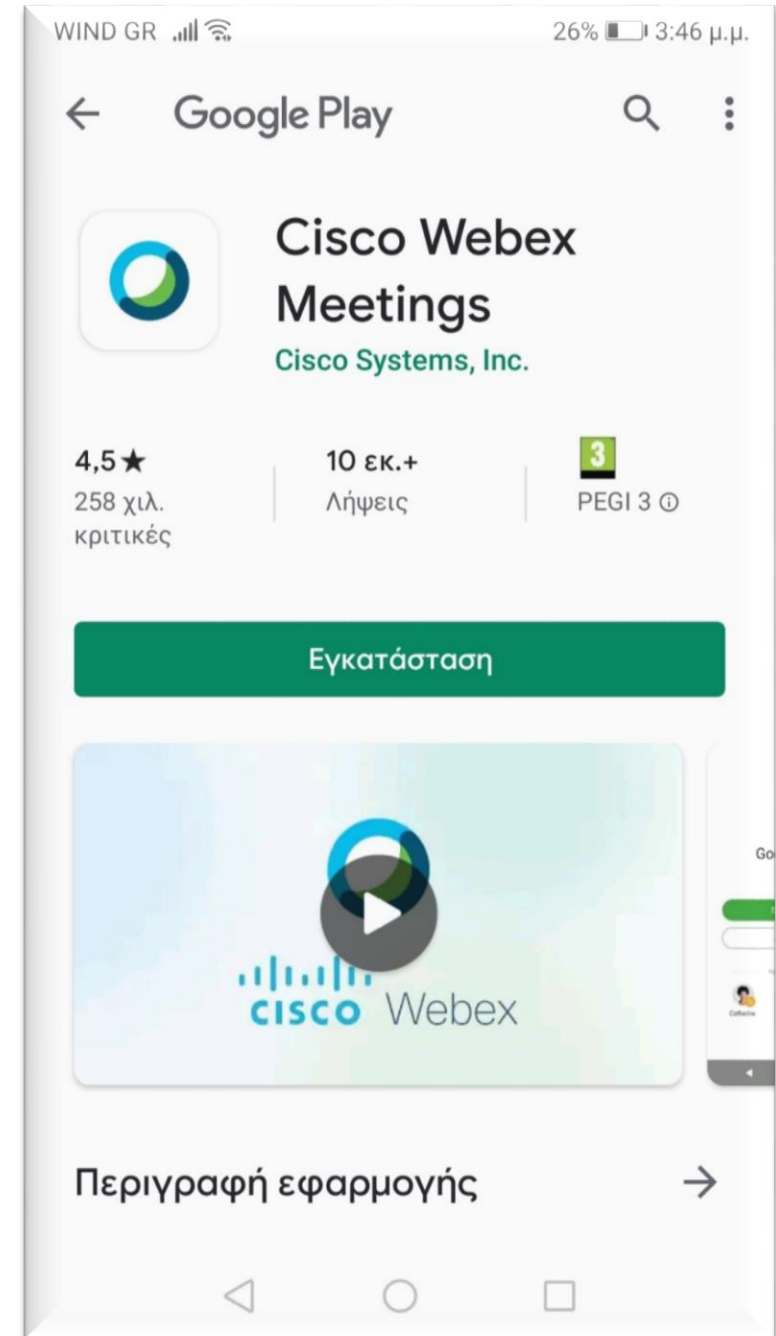 WIND GR 26% 3:46 μ.μ.
Google Play
Cisco Webex
Meetings
Cisco Systems, Inc.
4,5★ 10 εκ.+ 3
258 χιλ. Λήψεις PEGI 3
κριτικές
Εγκατάσταση
Go
cisco Webex
Περιγραφή εφαρμογής